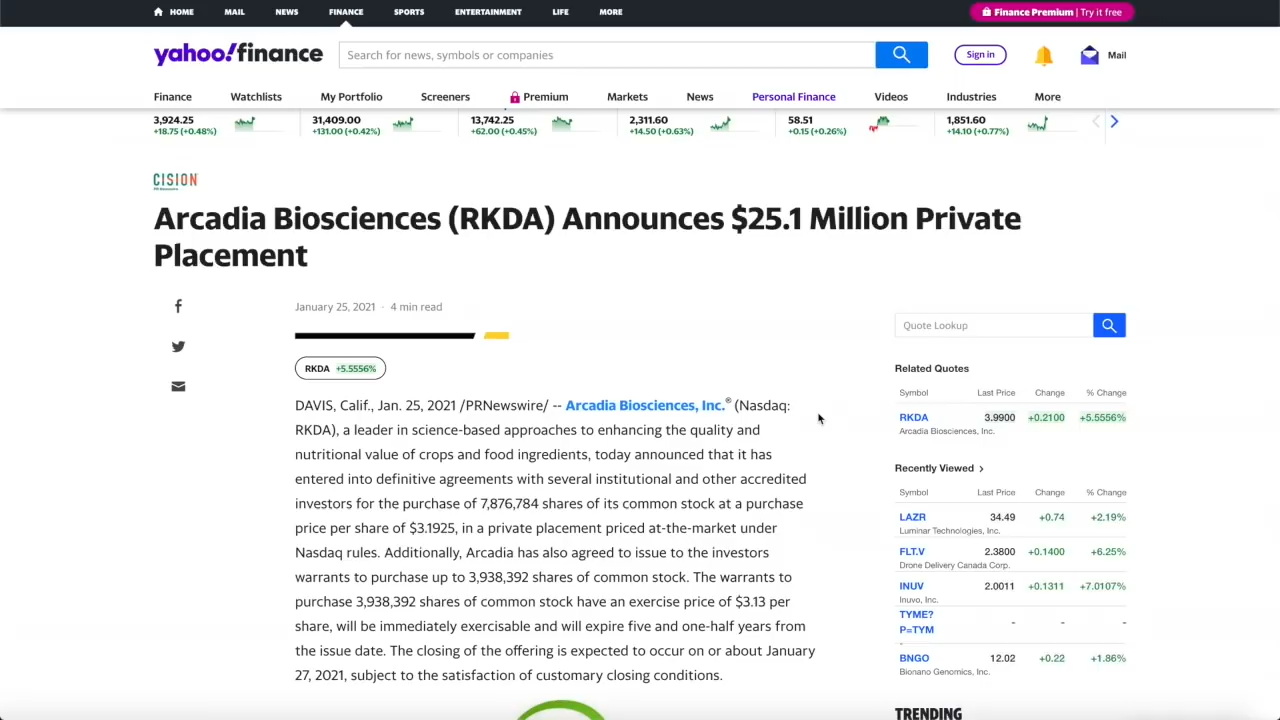 HOME MAIL NEWS FINANCE SPORTS ENTERTAINMENT LIFE MORE
Finance Premium | Try it free
yahoo!finance
Search for news, symbols or companies
Sign in
Mail
Finance Watchlists My Portfolio Screeners Premium Markets News Personal Finance Videos Industries More
3,924.25 31,409.00 13,742.25 2,311.60 58.51 1,851.60
+18.75 (+0.48%) +131.00 (+0.42%) +62.00 (+0.45%) +14.50 (+0.63%) +0.15 (+0.26%) +14.10 (+0.77%)
CISION
PR Newswire
Arcadia Biosciences (RKDA) Announces $25.1 Million Private
Placement
January 25, 2021 · 4 min read
RKDA +5.5556%
DAVIS, Calif., Jan. 25, 2021 /PRNewswire/ -- Arcadia Biosciences, Inc.® (Nasdaq:
RKDA), a leader in science-based approaches to enhancing the quality and
nutritional value of crops and food ingredients, today announced that it has
entered into definitive agreements with several institutional and other accredited
investors for the purchase of 7,876,784 shares of its common stock at a purchase
price per share of $3.1925, in a private placement priced at-the-market under
Nasdaq rules. Additionally, Arcadia has also agreed to issue to the investors
warrants to purchase up to 3,938,392 shares of common stock. The warrants to
purchase 3,938,392 shares of common stock have an exercise price of $3.13 per
share, will be immediately exercisable and will expire five and one-half years from
the issue date. The closing of the offering is expected to occur on or about January
27, 2021, subject to the satisfaction of customary closing conditions.
Quote Lookup
Related Quotes
Symbol Last Price Change % Change
RKDA 3.9900 +0.2100 +5.5556%
Arcadia Biosciences, Inc.
Recently Viewed >
Symbol Last Price Change % Change
LAZR 34.49 +0.74 +2.19%
Luminar Technologies, Inc.
FLT.V 2.3800 +0.1400 +6.25%
Drone Delivery Canada Corp.
INUV 2.0011 +0.1311 +7.0107%
Inuvo, Inc.
TYME?
P=TYM - - -
-
BNGO 12.02 +0.22 +1.86%
Bionano Genomics, Inc.
TRENDING